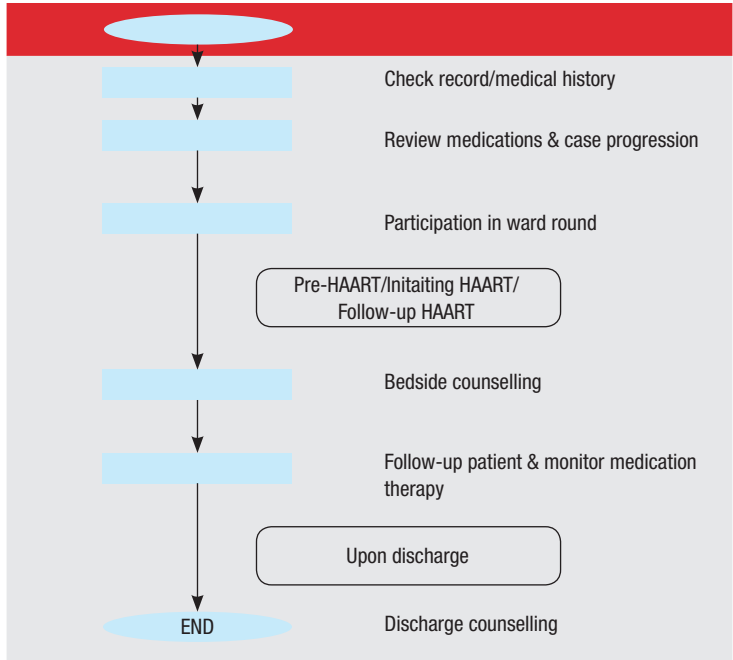 Check record/medical history
Review medications & case progression
Participation in ward round
Pre-HAART/Initaiting HAART/
Follow-up HAART
Bedside counselling
Follow-up patient & monitor medication
therapy
Upon discharge
END
Discharge counselling